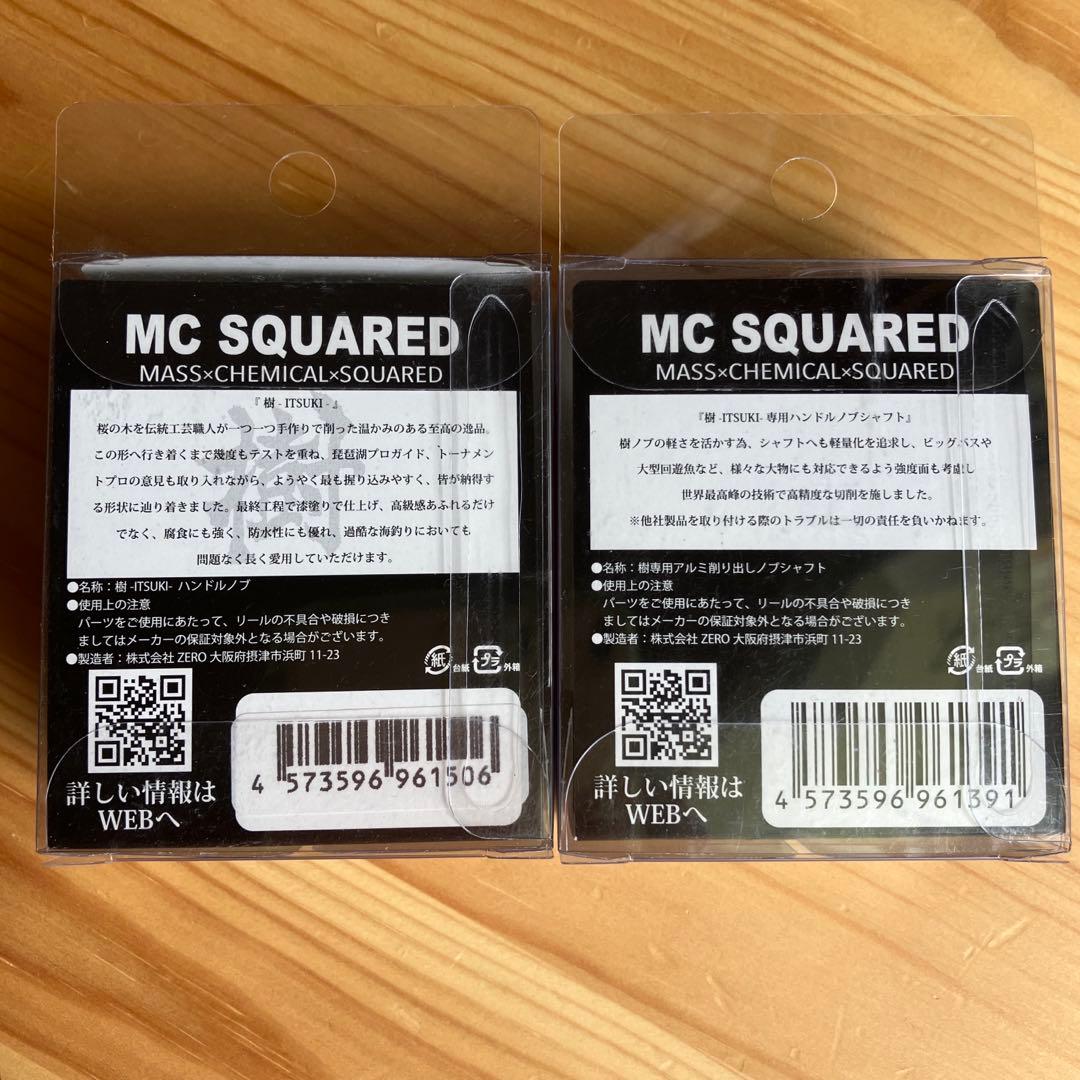 MC SQUARED
MASS×CHEMICAL×SQUARED
『 樹 - ITSUKI - 』
桜の木を伝統工芸職人が一つ一つ手作りで削った温かみのある至高の逸品。
この形へ行き着くまで幾度もテストを重ね、琵琶湖プロガイド、トーナメン
トプロの意見も取り入れながら、ようやく最も握り込みやすく、皆が納得す
る形状に辿り着きました。最終工程で漆塗りで仕上げ、高級感あふれるだけ
でなく、腐食にも強く、防水性にも優れ、過酷な海釣りにおいても
問題なく長く愛用していただけます。
樹
●名称：樹 -ITSUKI- ハンドルノブ
●使用上の注意
パーツをご使用にあたって、リールの不具合や破損につき
ましてはメーカーの保証対象外となる場合がございます。
●製造者：株式会社 ZERO 大阪府摂津市浜町 11-23
紙 台紙 プラ 外箱
詳しい情報は
WEBへ
4 573596 961506
MC SQUARED
MASS×CHEMICAL×SQUARED
『樹 -ITSUKI- 専用ハンドルノブシャフト』
樹ノブの軽さを活かす為、シャフトへも軽量化を追求し、ビッグバスや
大型回遊魚など、様々な大物にも対応できるよう強度面も考慮し
世界最高峰の技術で高精度な切削を施しました。
※他社製品を取り付ける際のトラブルは一切の責任を負いかねます。
●名称：樹専用アルミ削り出しノブシャフト
●使用上の注意
パーツをご使用にあたって、リールの不具合や破損につき
ましてはメーカーの保証対象外となる場合がございます。
●製造者：株式会社 ZERO 大阪府摂津市浜町 11-23
紙 台紙 プラ 外箱
詳しい情報は
WEBへ
4 573596 961391